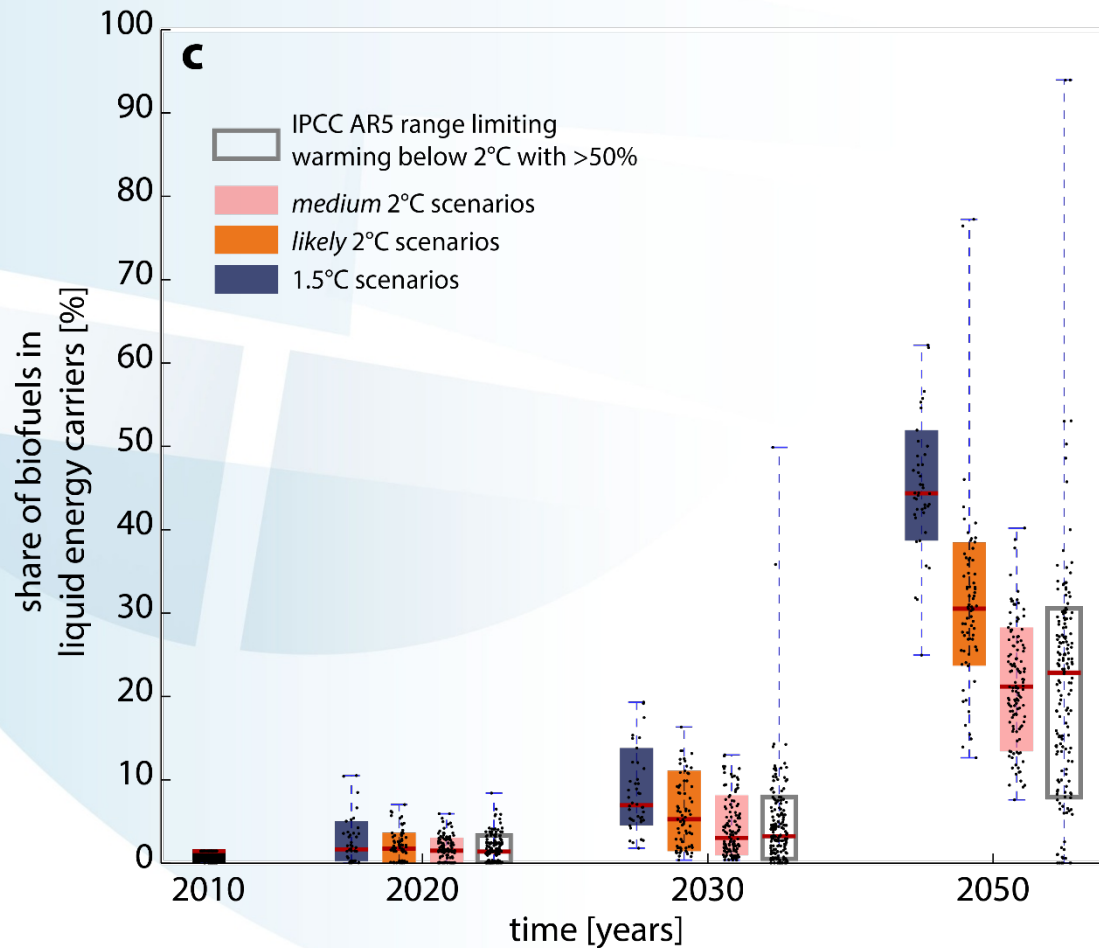 c
IPCC AR5 range limiting
warming below 2°C with >50%
medium 2°C scenarios
likely 2°C scenarios
1.5°C scenarios
share of biofuels in
liquid energy carriers [%]
100
90
80
70
60
50
40
30
20
10
0
2010 2020 2030 2050
time [years]